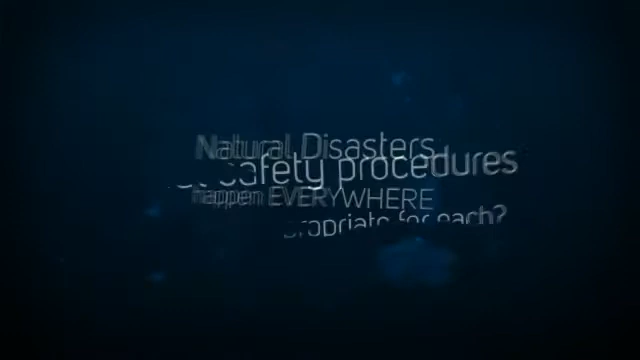 Natural Disasters
safety procedures
happen EVERYWHERE
for each?